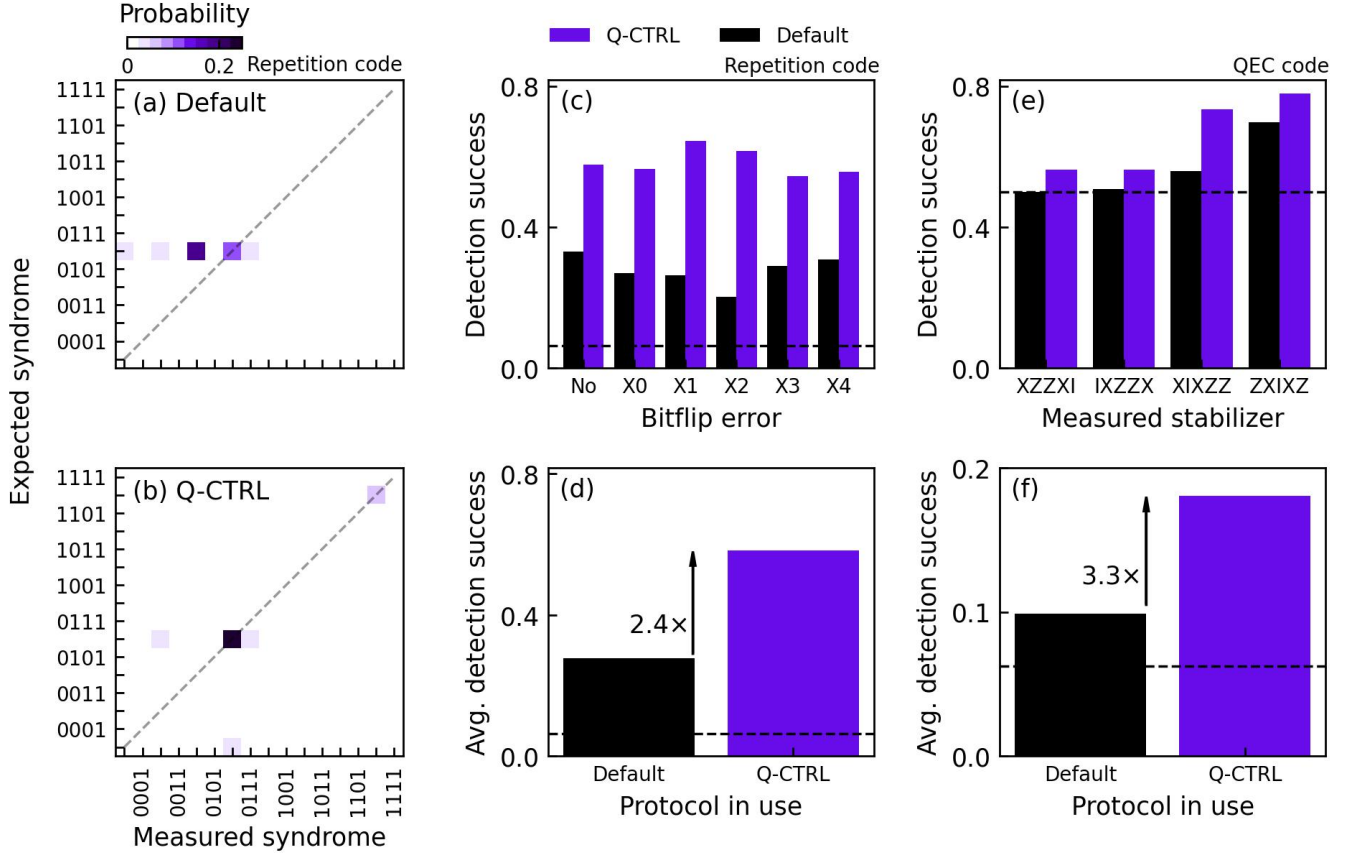 Probability
0 0.2
Repetition code
(a) Default
1111
1101
1011
1001
0111
0101
0011
0001
Expected syndrome
(b) Q-CTRL
1111
1101
1011
1001
0111
0101
0011
0001
0001 0011 0101 0111 1001 1011 1101 1111
Measured syndrome
Q-CTRL Default
Repetition code
(c)
Detection success
0.8
0.4
0.0
No X0 X1 X2 X3 X4
Bitflip error
(d)
Avg. detection success
0.8
0.4
0.0
2.4×
Default Q-CTRL
Protocol in use
QEC code
(e)
Detection success
0.8
0.4
0.0
XZZXI IXZZX XIXZZ ZXIXZ
Measured stabilizer
(f)
Avg. detection success
0.2
0.1
0.0
3.3×
Default Q-CTRL
Protocol in use